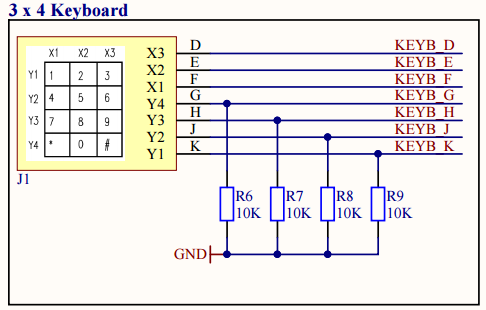 3 x 4 Keyboard
X1 X2 X3
Y1 1 2 3
Y2 4 5 6
Y3 7 8 9
Y4 * 0 #
J1
X3 D KEYB_D
X2 E KEYB_E
X1 F KEYB_F
Y4 G KEYB_G
Y3 H KEYB_H
Y2 J KEYB_J
Y1 K KEYB_K
R6 R7 R8 R9
10K 10K 10K 10K
GND